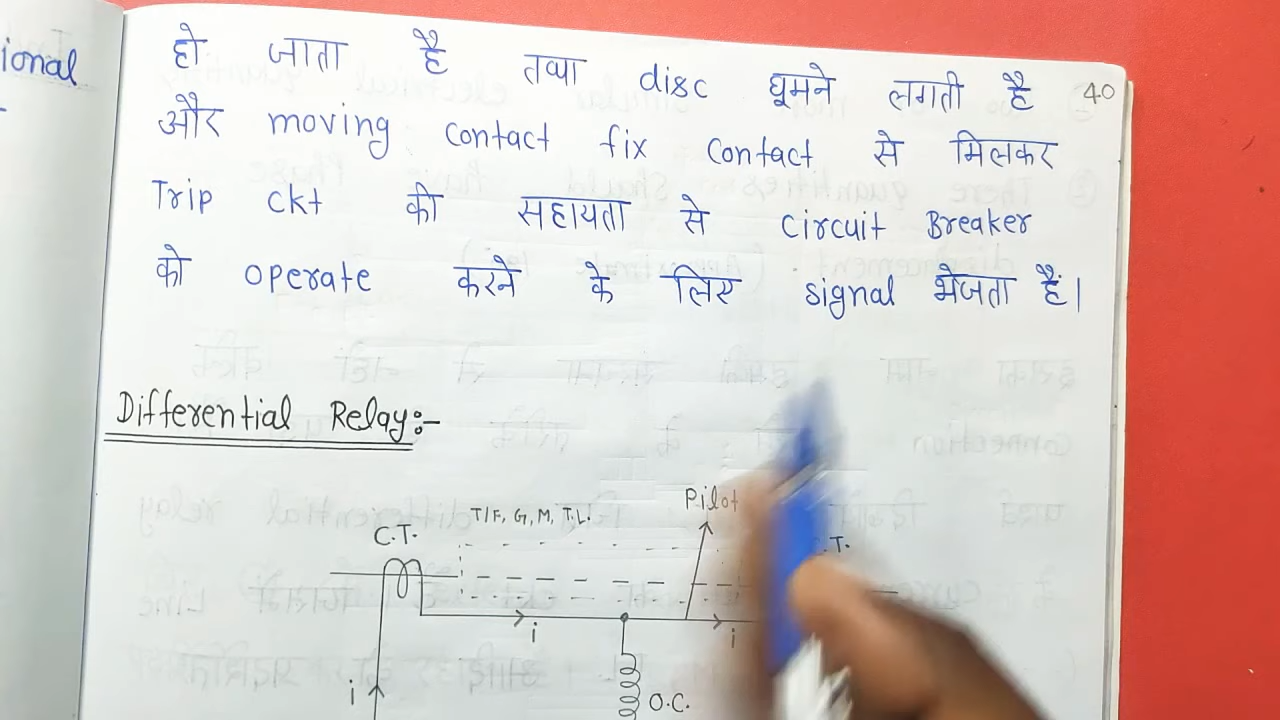 ional
हो जाता है तथा disc घूमने लगती है 40
और moving contact fix contact से मिलकर
Trip ckt की सहायता से circuit Breaker
को operate करने के लिए signal भेजता हैं।
Differential Relay:-
Pilot
T/F, G, M, T.L.
C.T. .T.
i i
i O.C.